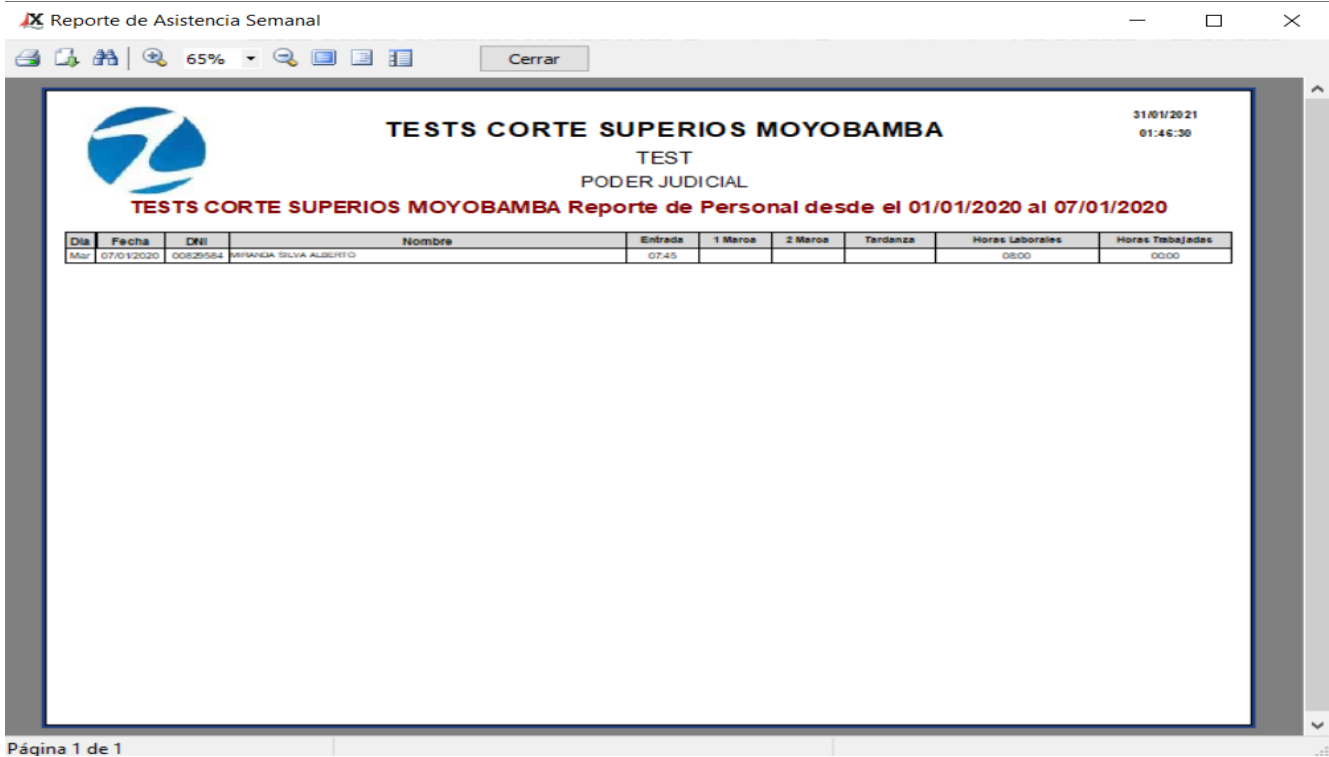 Reporte de Asistencia Semanal
65% Cerrar
31/01/2021
TESTS CORTE SUPERIOS MOYOBAMBA
01:46:30
TEST
PODER JUDICIAL
TESTS CORTE SUPERIOS MOYOBAMBA Reporte de Personal desde el 01/01/2020 al 07/01/2020
Dia Fecha DNI Nombre Entrada 1 Maroa 2 Maroa Tardanza Horas Laborales Horas Trabajadas
Mar 07/01/2020 00829584 MIRANDA SILVA ALBERTO 07:45 08:00 00:00
Página 1 de 1